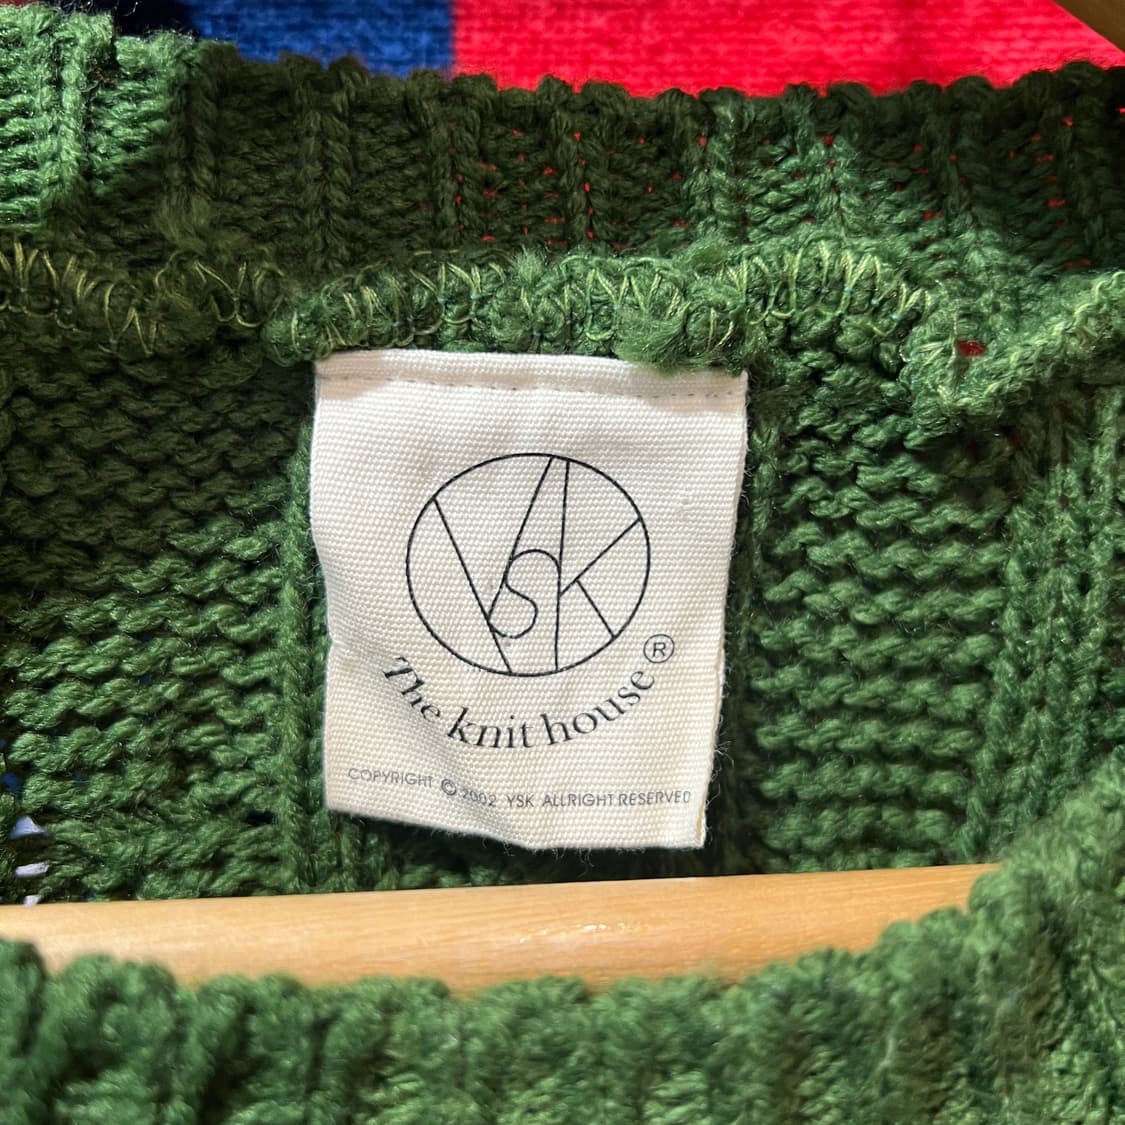 YSK
The knit house ®
COPYRIGHT © 2002 YSK ALLRIGHT RESERVED